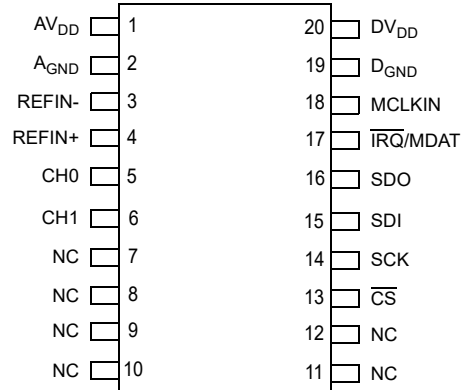 AVDD 1 20 DVDD
AGND 2 19 DGND
REFIN- 3 18 MCLKIN
REFIN+ 4 17 I̅R̅Q̅/MDAT
CH0 5 16 SDO
CH1 6 15 SDI
NC 7 14 SCK
NC 8 13 C̅S̅
NC 9 12 NC
NC 10 11 NC